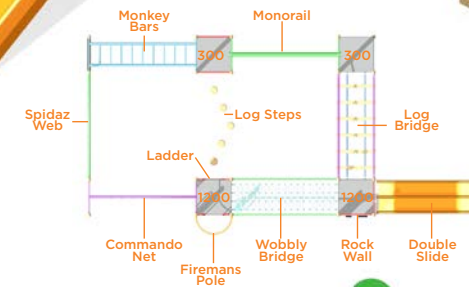 Monkey
Bars
Monorail
300
300
Spidaz
Web
Log Steps
Log
Bridge
Ladder
1200
1200
Commando
Net
Firemans
Pole
Wobbly
Bridge
Rock
Wall
Double
Slide